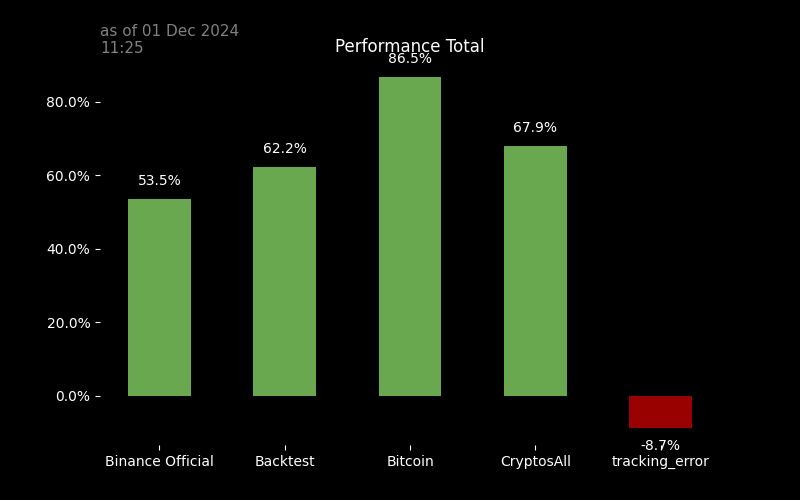 as of 01 Dec 2024
11:25
Performance Total
86.5%
80.0%
67.9%
62.2%
60.0%
53.5%
40.0%
20.0%
0.0%
-8.7%
Binance Official
Backtest
Bitcoin
CryptosAll
tracking_error